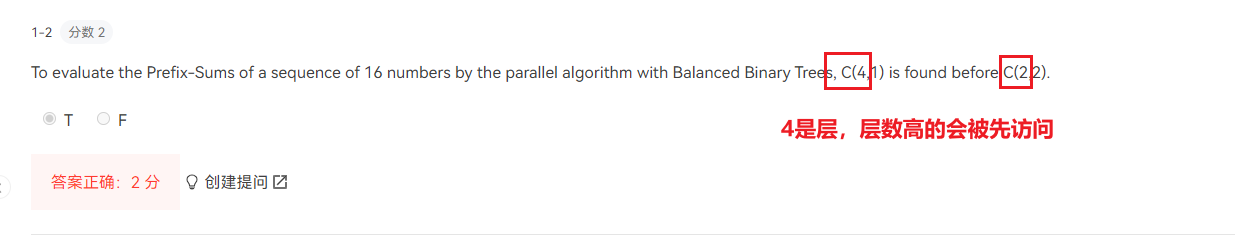 1-2 分数 2
To evaluate the Prefix-Sums of a sequence of 16 numbers by the parallel algorithm with Balanced Binary Trees, C(4,1) is found before C(2,2).
T F
4是层，层数高的会被先访问
答案正确：2 分 创建提问